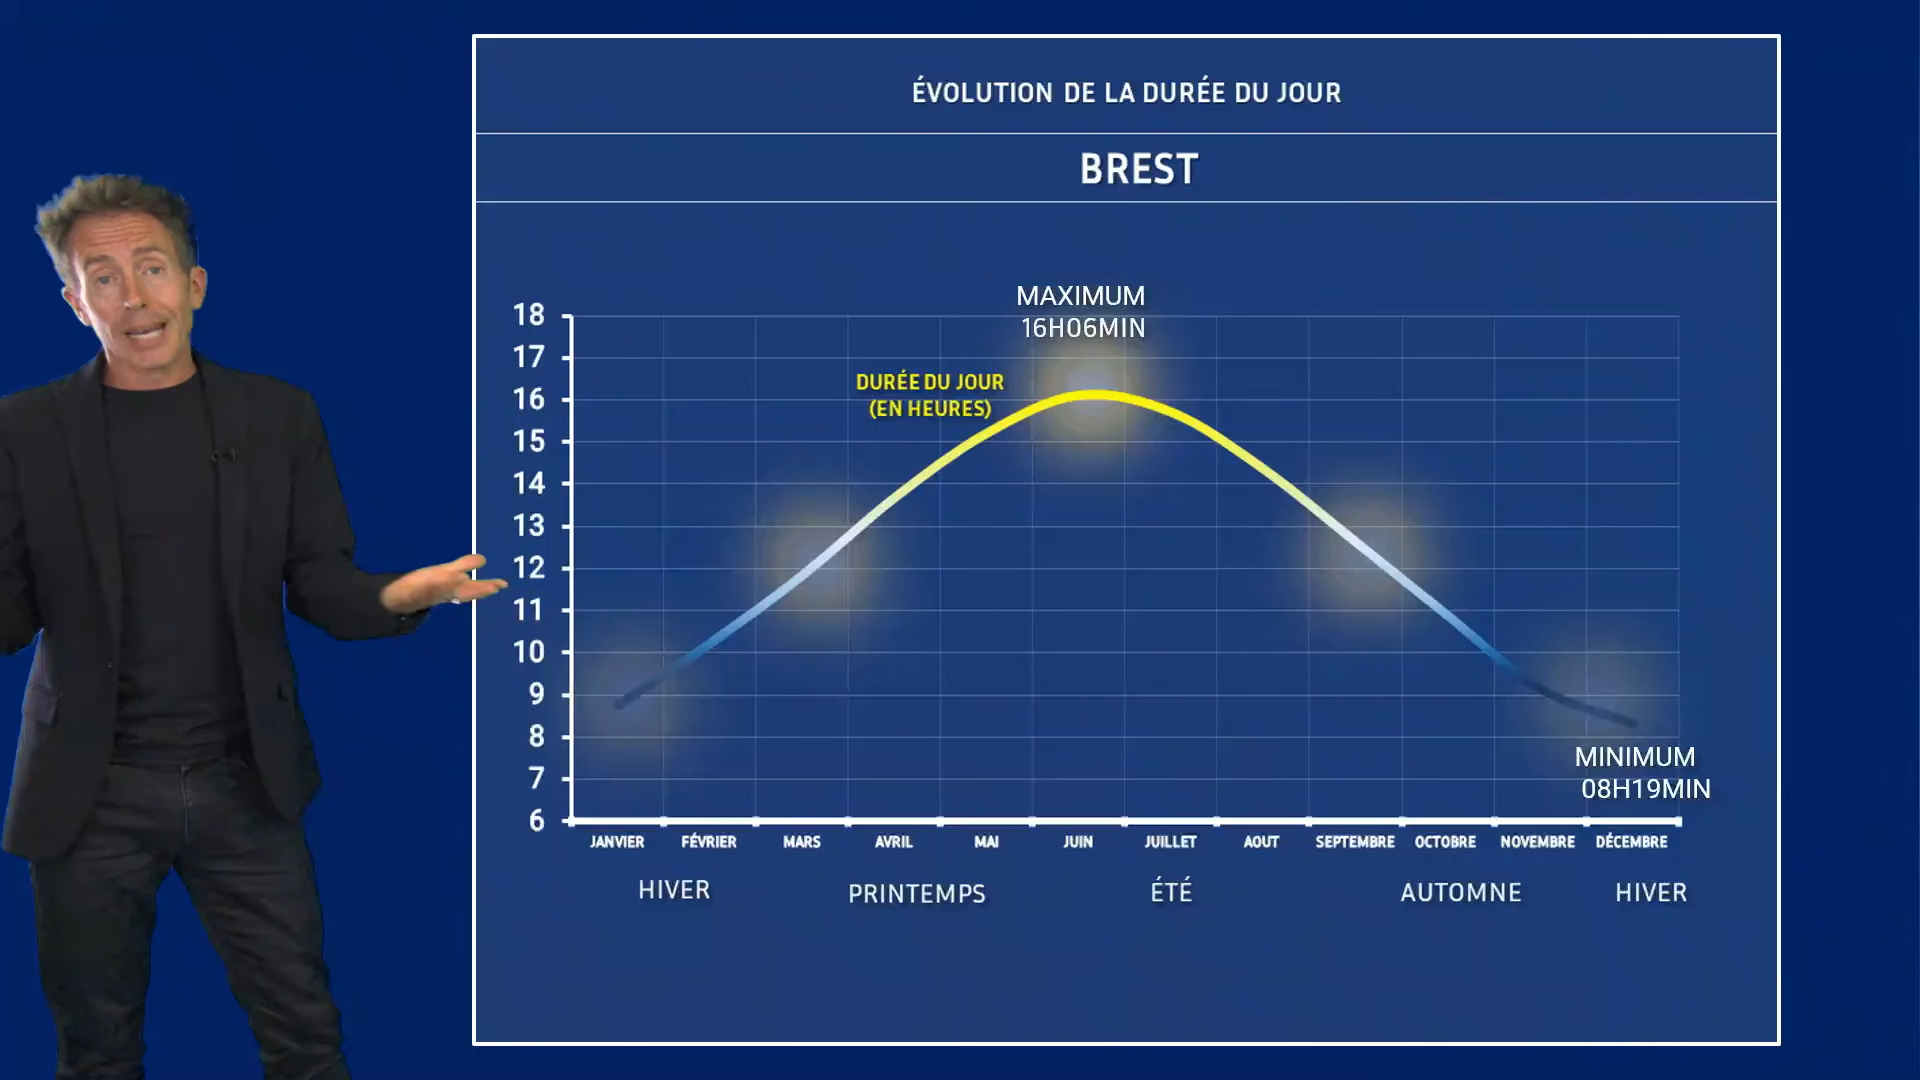 ÉVOLUTION DE LA DURÉE DU JOUR
BREST
MAXIMUM
16H06MIN
DURÉE DU JOUR
(EN HEURES)
18
17
16
15
14
13
12
11
10
9
8
7
6
MINIMUM
08H19MIN
JANVIER FÉVRIER MARS AVRIL MAI JUIN JUILLET AOUT SEPTEMBRE OCTOBRE NOVEMBRE DÉCEMBRE
HIVER PRINTEMPS ÉTÉ AUTOMNE HIVER